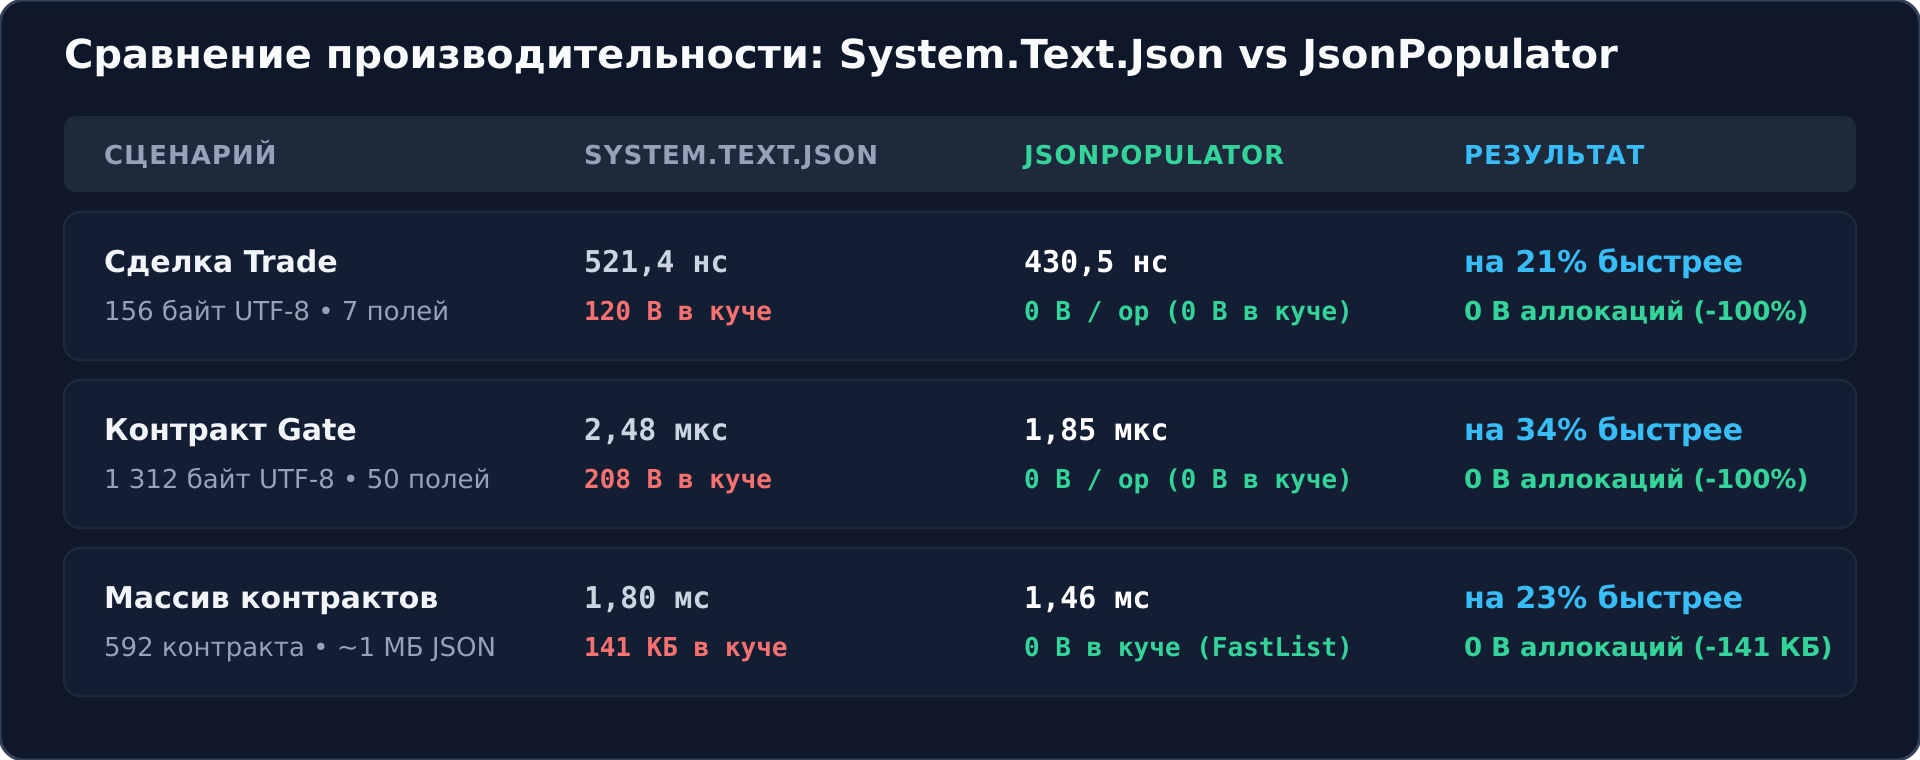 Сравнение производительности: System.Text.Json vs JsonPopulator
СЦЕНАРИЙ SYSTEM.TEXT.JSON JSONPOPULATOR РЕЗУЛЬТАТ
Сделка Trade 521,4 нс 430,5 нс на 21% быстрее
156 байт UTF-8 • 7 полей 120 B в куче 0 B / op (0 B в куче) 0 B аллокаций (-100%)
Контракт Gate 2,48 мкс 1,85 мкс на 34% быстрее
1 312 байт UTF-8 • 50 полей 208 B в куче 0 B / op (0 B в куче) 0 B аллокаций (-100%)
Массив контрактов 1,80 мс 1,46 мс на 23% быстрее
592 контракта • ~1 МБ JSON 141 КБ в куче 0 B в куче (FastList) 0 B аллокаций (-141 КБ)